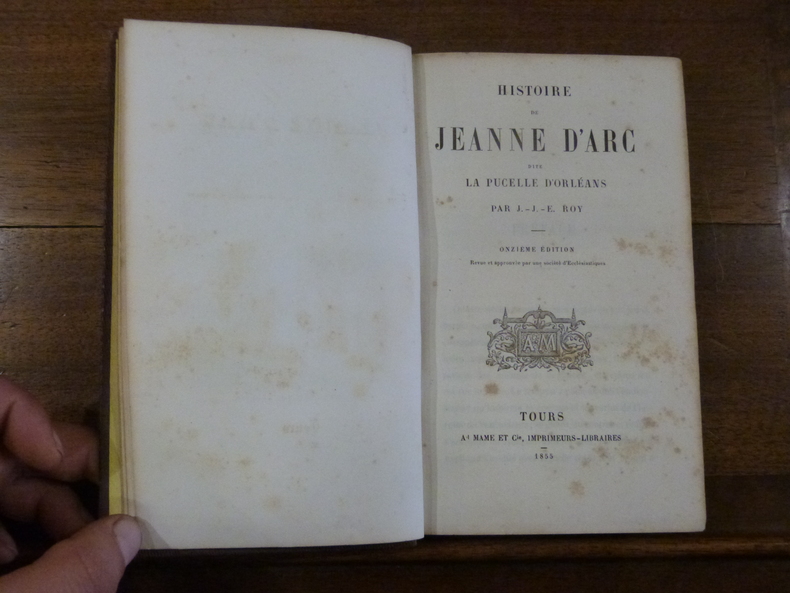 HISTOIRE
DE
JEANNE D'ARC
DITE
LA PUCELLE D'ORLÉANS
PAR J.-J.-E. ROY
ONZIÈME ÉDITION
Revue et approuvée par une société d'Ecclésiastiques.
A M
TOURS
Ad MAME ET Cie, IMPRIMEURS-LIBRAIRES
1855